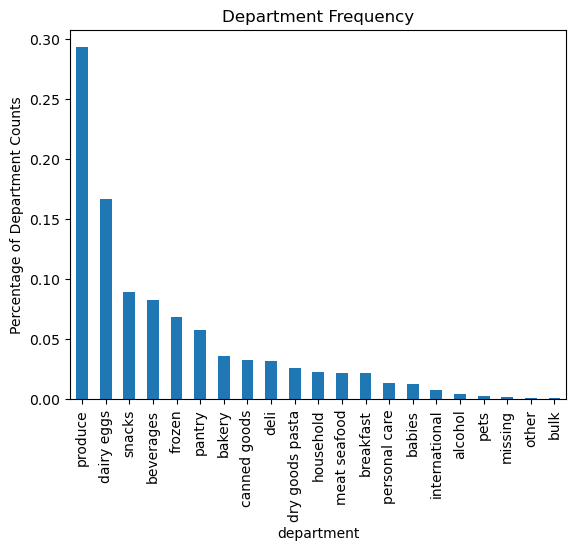 Department Frequency
Percentage of Department Counts
0.30
0.25
0.20
0.15
0.10
0.05
0.00
produce
dairy eggs
snacks
beverages
frozen
pantry
bakery
canned goods
deli
dry goods pasta
household
meat seafood
breakfast
personal care
babies
international
alcohol
pets
missing
other
bulk
department